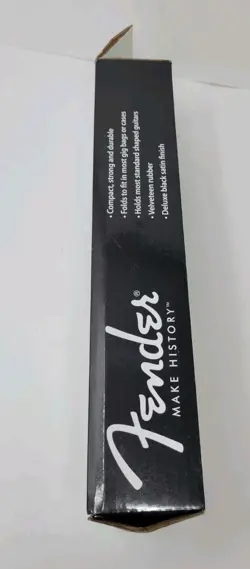 • Compact, strong and durable
• Folds to fit in most gig bags or cases
• Holds most standard shaped guitars
• Velveteen rubber
• Deluxe black satin finish
Fender®
MAKE HISTORY™